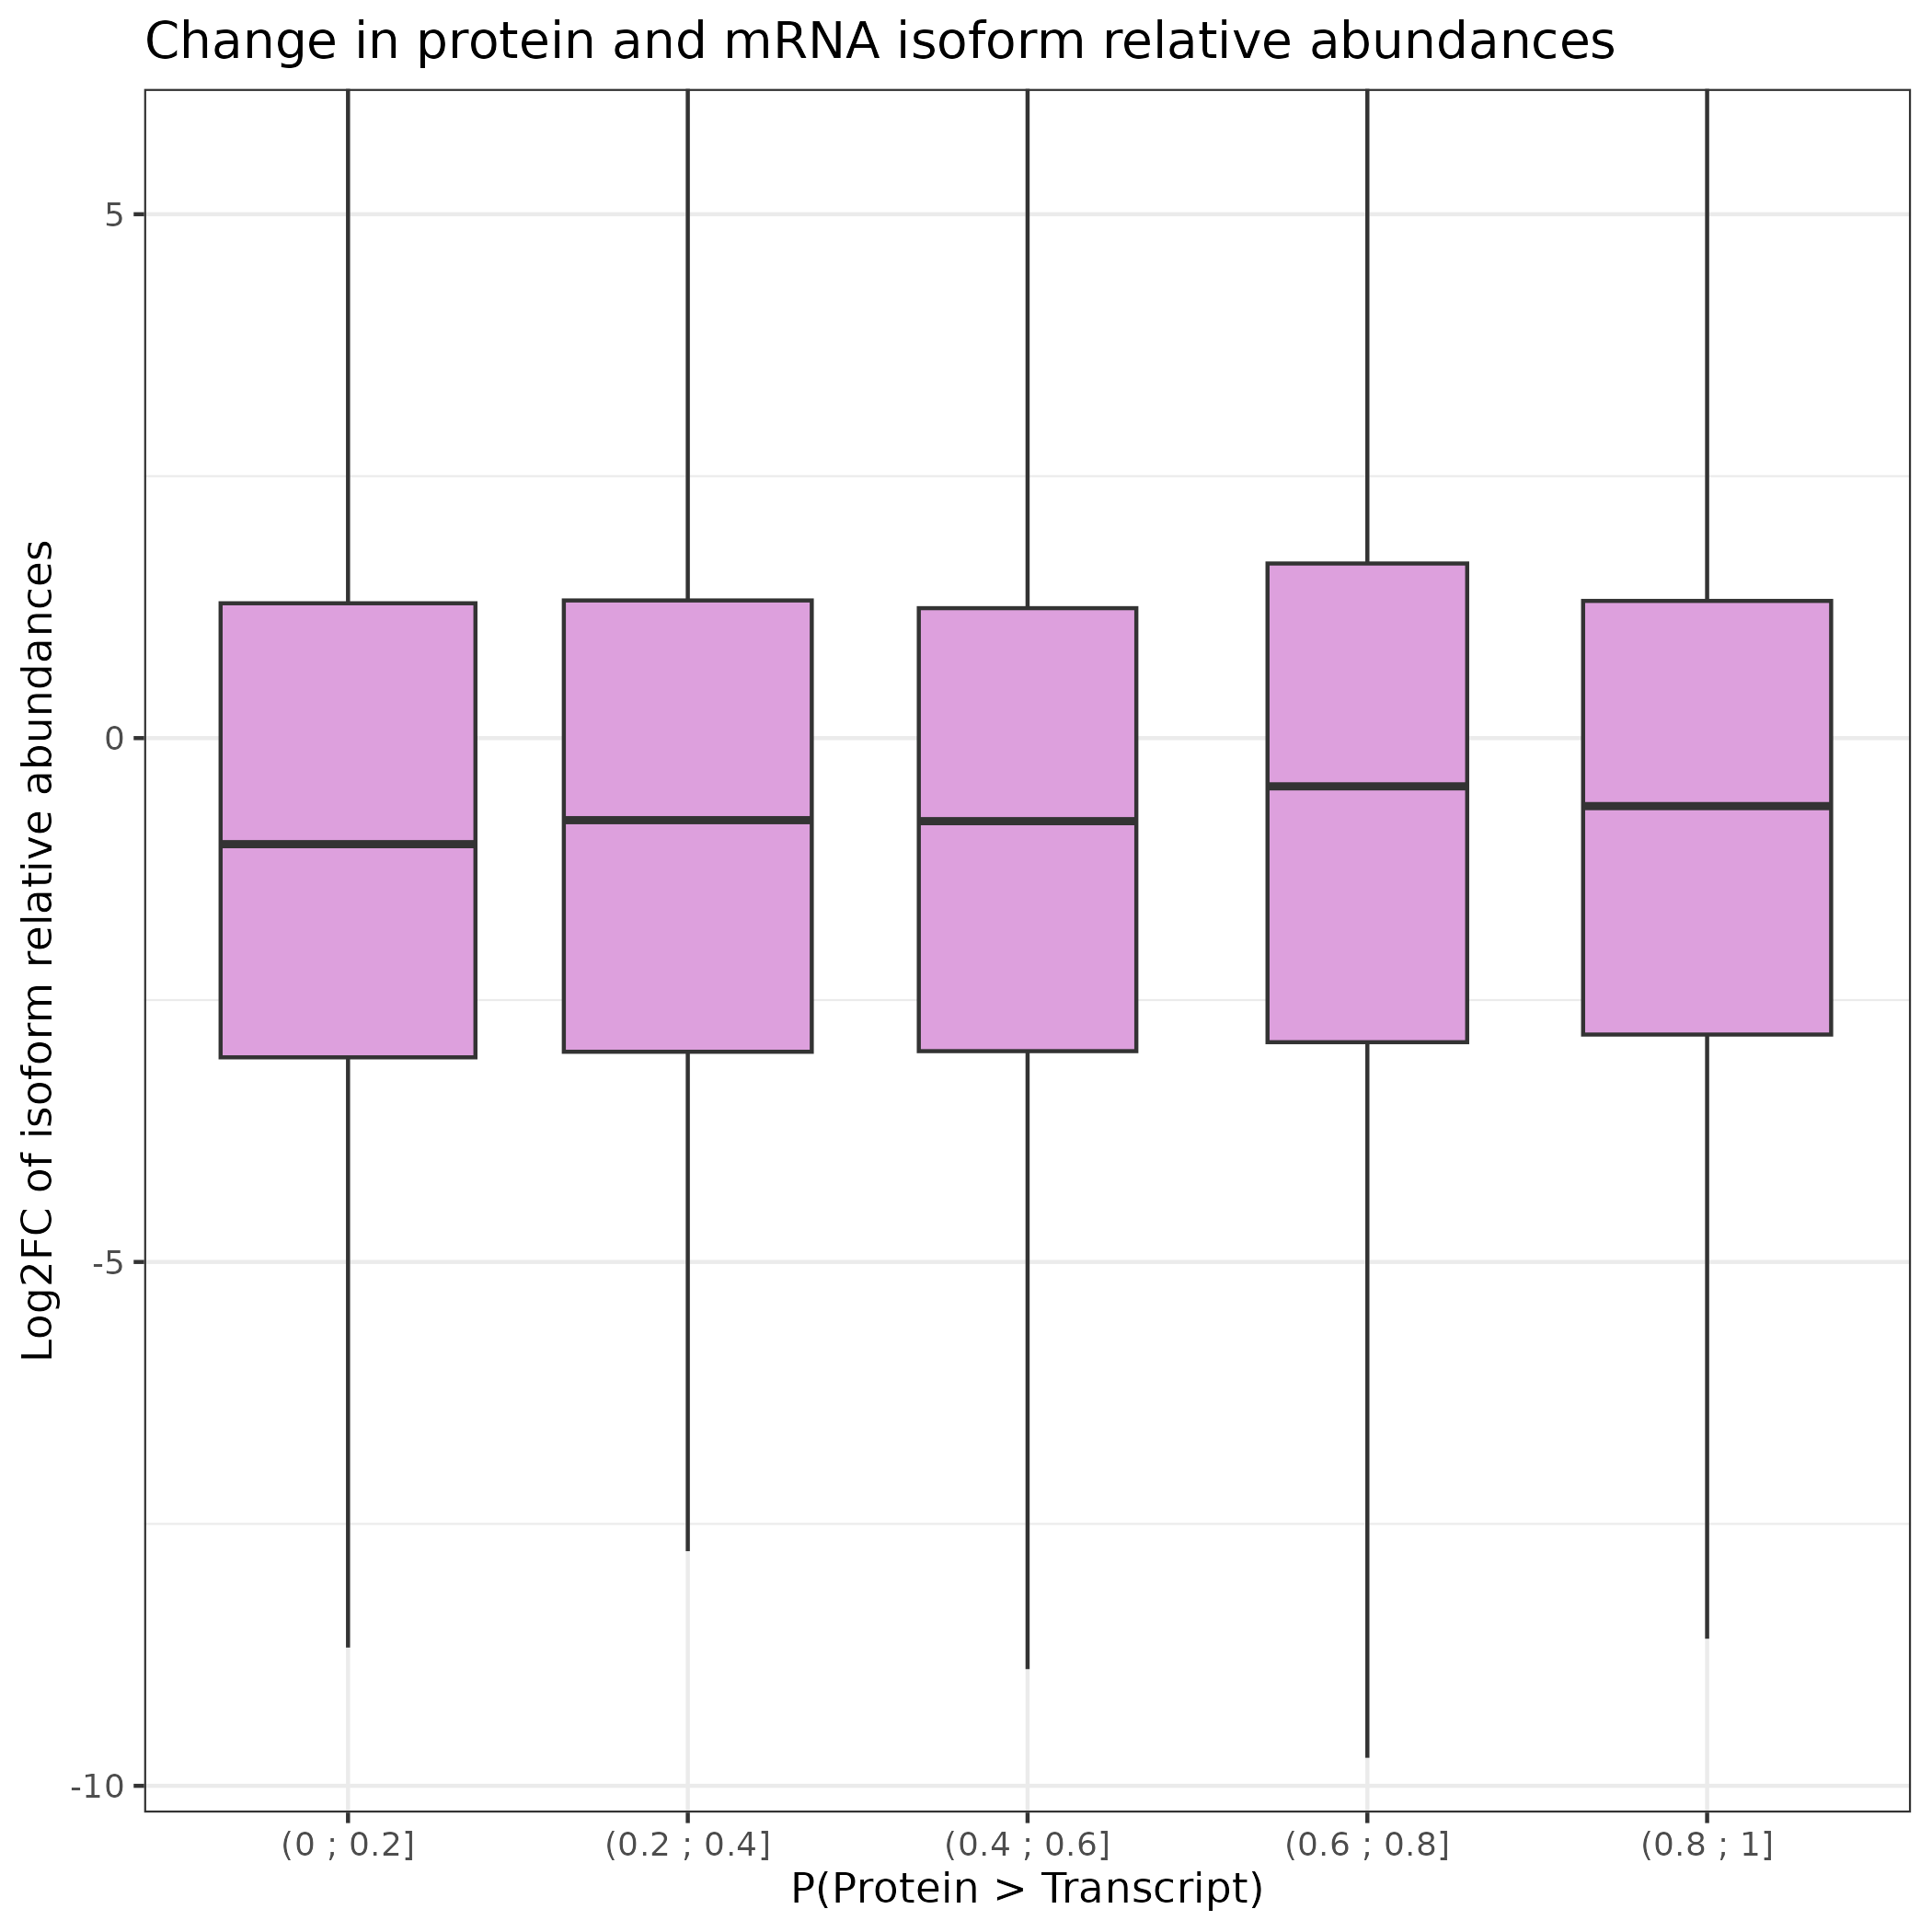 Change in protein and mRNA isoform relative abundances
Log2FC of isoform relative abundances
5
0
-5
-10
(0 ; 0.2]
(0.2 ; 0.4]
(0.4 ; 0.6]
(0.6 ; 0.8]
(0.8 ; 1]
P(Protein > Transcript)